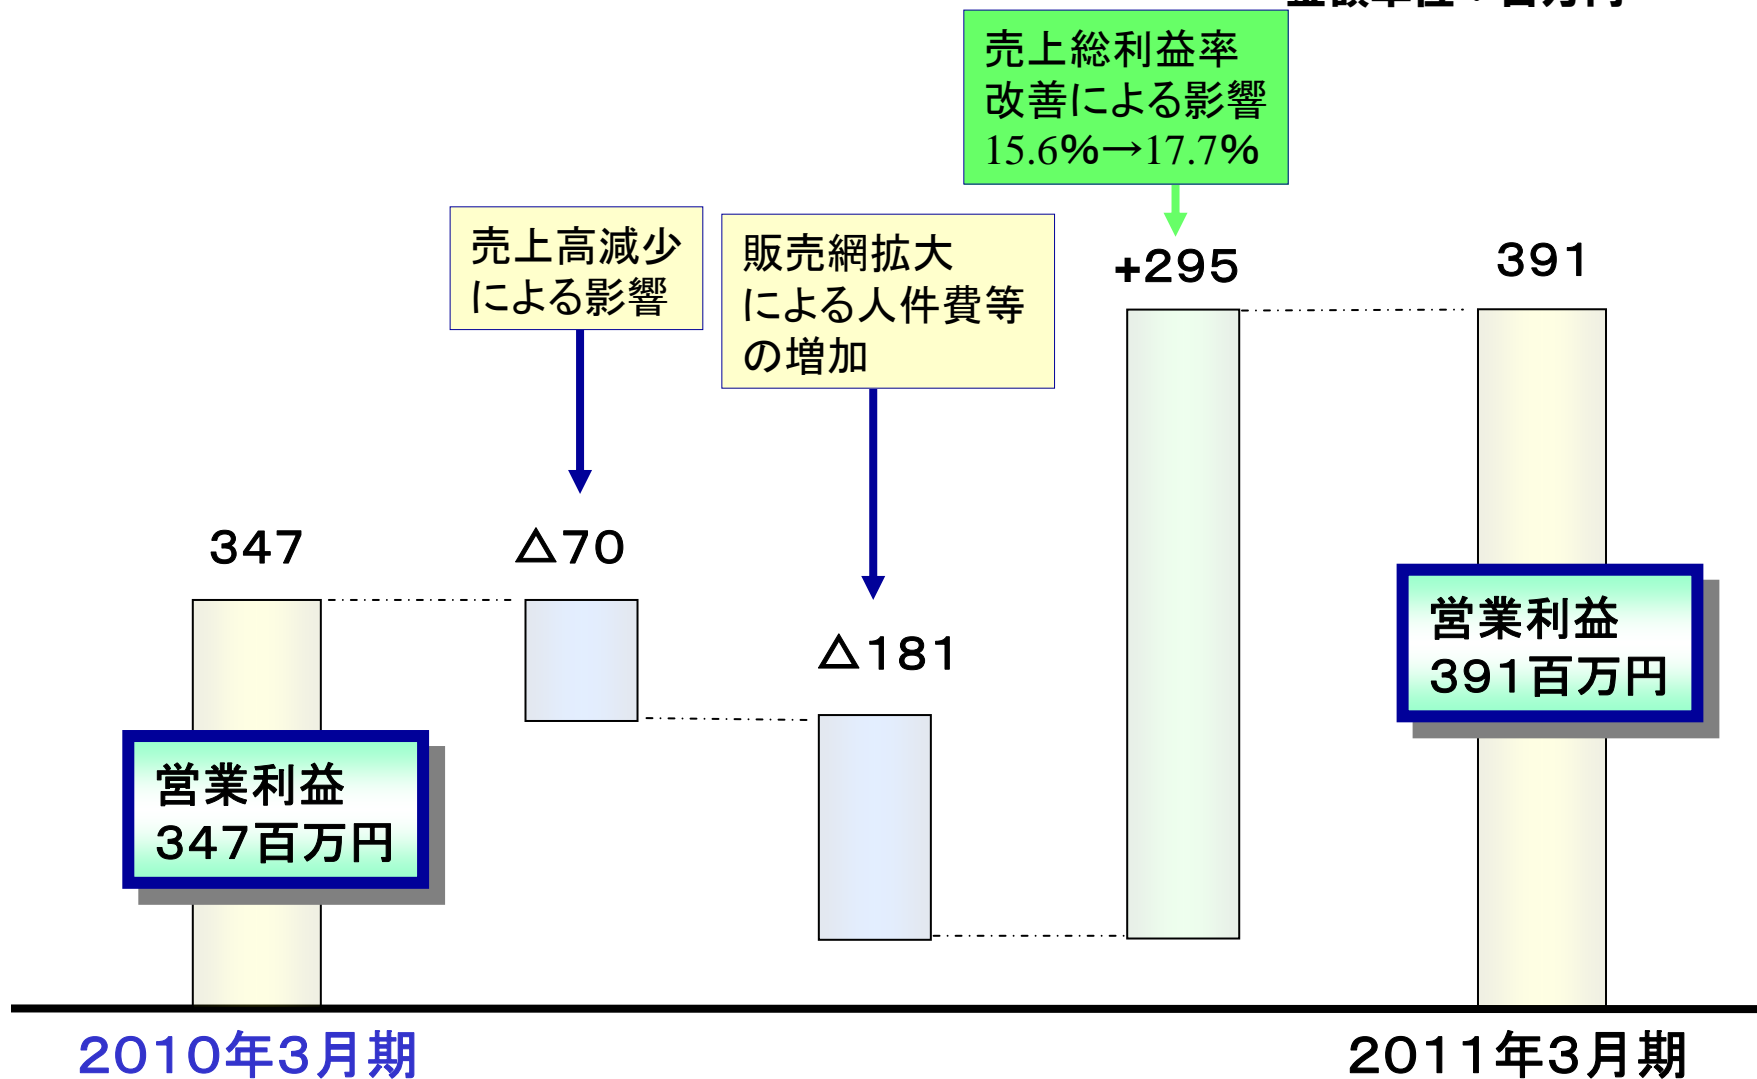 売上総利益率
改善による影響
15.6%→17.7%
売上高減少
による影響
販売網拡大
による人件費等
の増加
+295
391
347
△70
△181
営業利益
391百万円
営業利益
347百万円
2010年3月期
2011年3月期